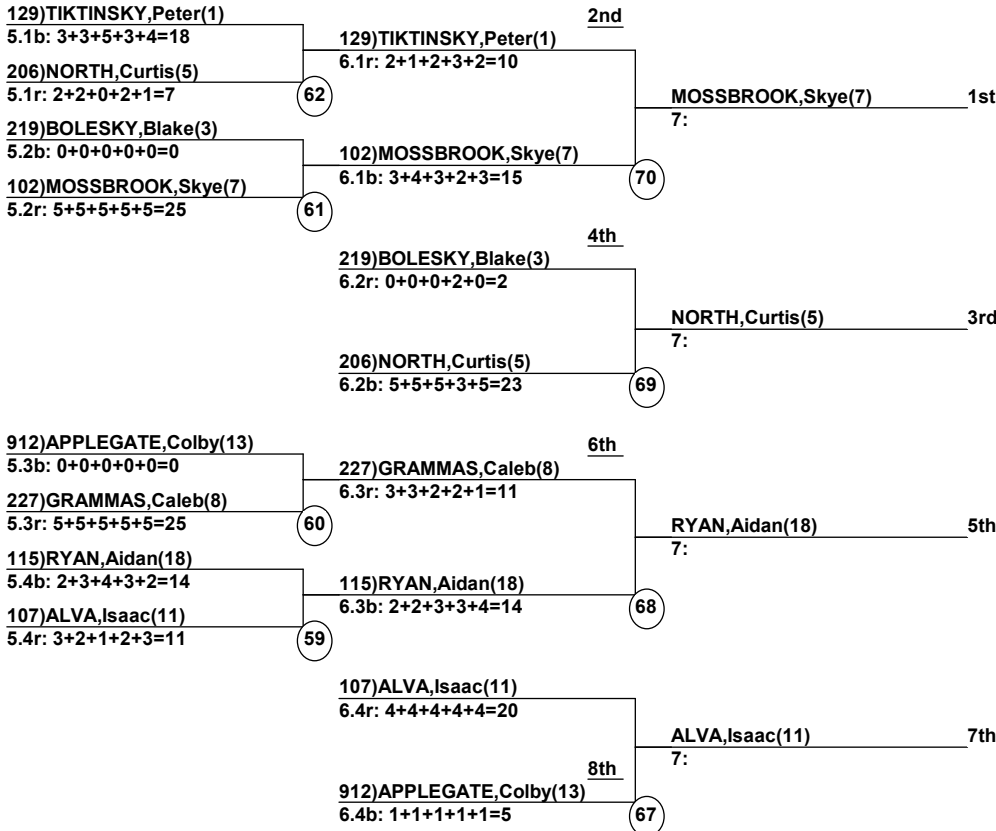 129)TIKTINSKY,Peter(1)
5.1b: 3+3+5+3+4=18
206)NORTH,Curtis(5)
5.1r: 2+2+0+2+1=7
62
219)BOLESKY,Blake(3)
5.2b: 0+0+0+0+0=0
102)MOSSBROOK,Skye(7)
5.2r: 5+5+5+5+5=25
61
2nd
129)TIKTINSKY,Peter(1)
6.1r: 2+1+2+3+2=10
102)MOSSBROOK,Skye(7)
6.1b: 3+4+3+2+3=15
70
MOSSBROOK,Skye(7) 1st
7:
4th
219)BOLESKY,Blake(3)
6.2r: 0+0+0+2+0=2
206)NORTH,Curtis(5)
6.2b: 5+5+5+3+5=23
69
NORTH,Curtis(5) 3rd
7:
912)APPLEGATE,Colby(13)
5.3b: 0+0+0+0+0=0
227)GRAMMAS,Caleb(8)
5.3r: 5+5+5+5+5=25
60
115)RYAN,Aidan(18)
5.4b: 2+3+4+3+2=14
107)ALVA,Isaac(11)
5.4r: 3+2+1+2+3=11
59
6th
227)GRAMMAS,Caleb(8)
6.3r: 3+3+2+2+1=11
115)RYAN,Aidan(18)
6.3b: 2+2+3+3+4=14
68
RYAN,Aidan(18) 5th
7:
107)ALVA,Isaac(11)
6.4r: 4+4+4+4+4=20
8th
912)APPLEGATE,Colby(13)
6.4b: 1+1+1+1+1=5
67
ALVA,Isaac(11) 7th
7: